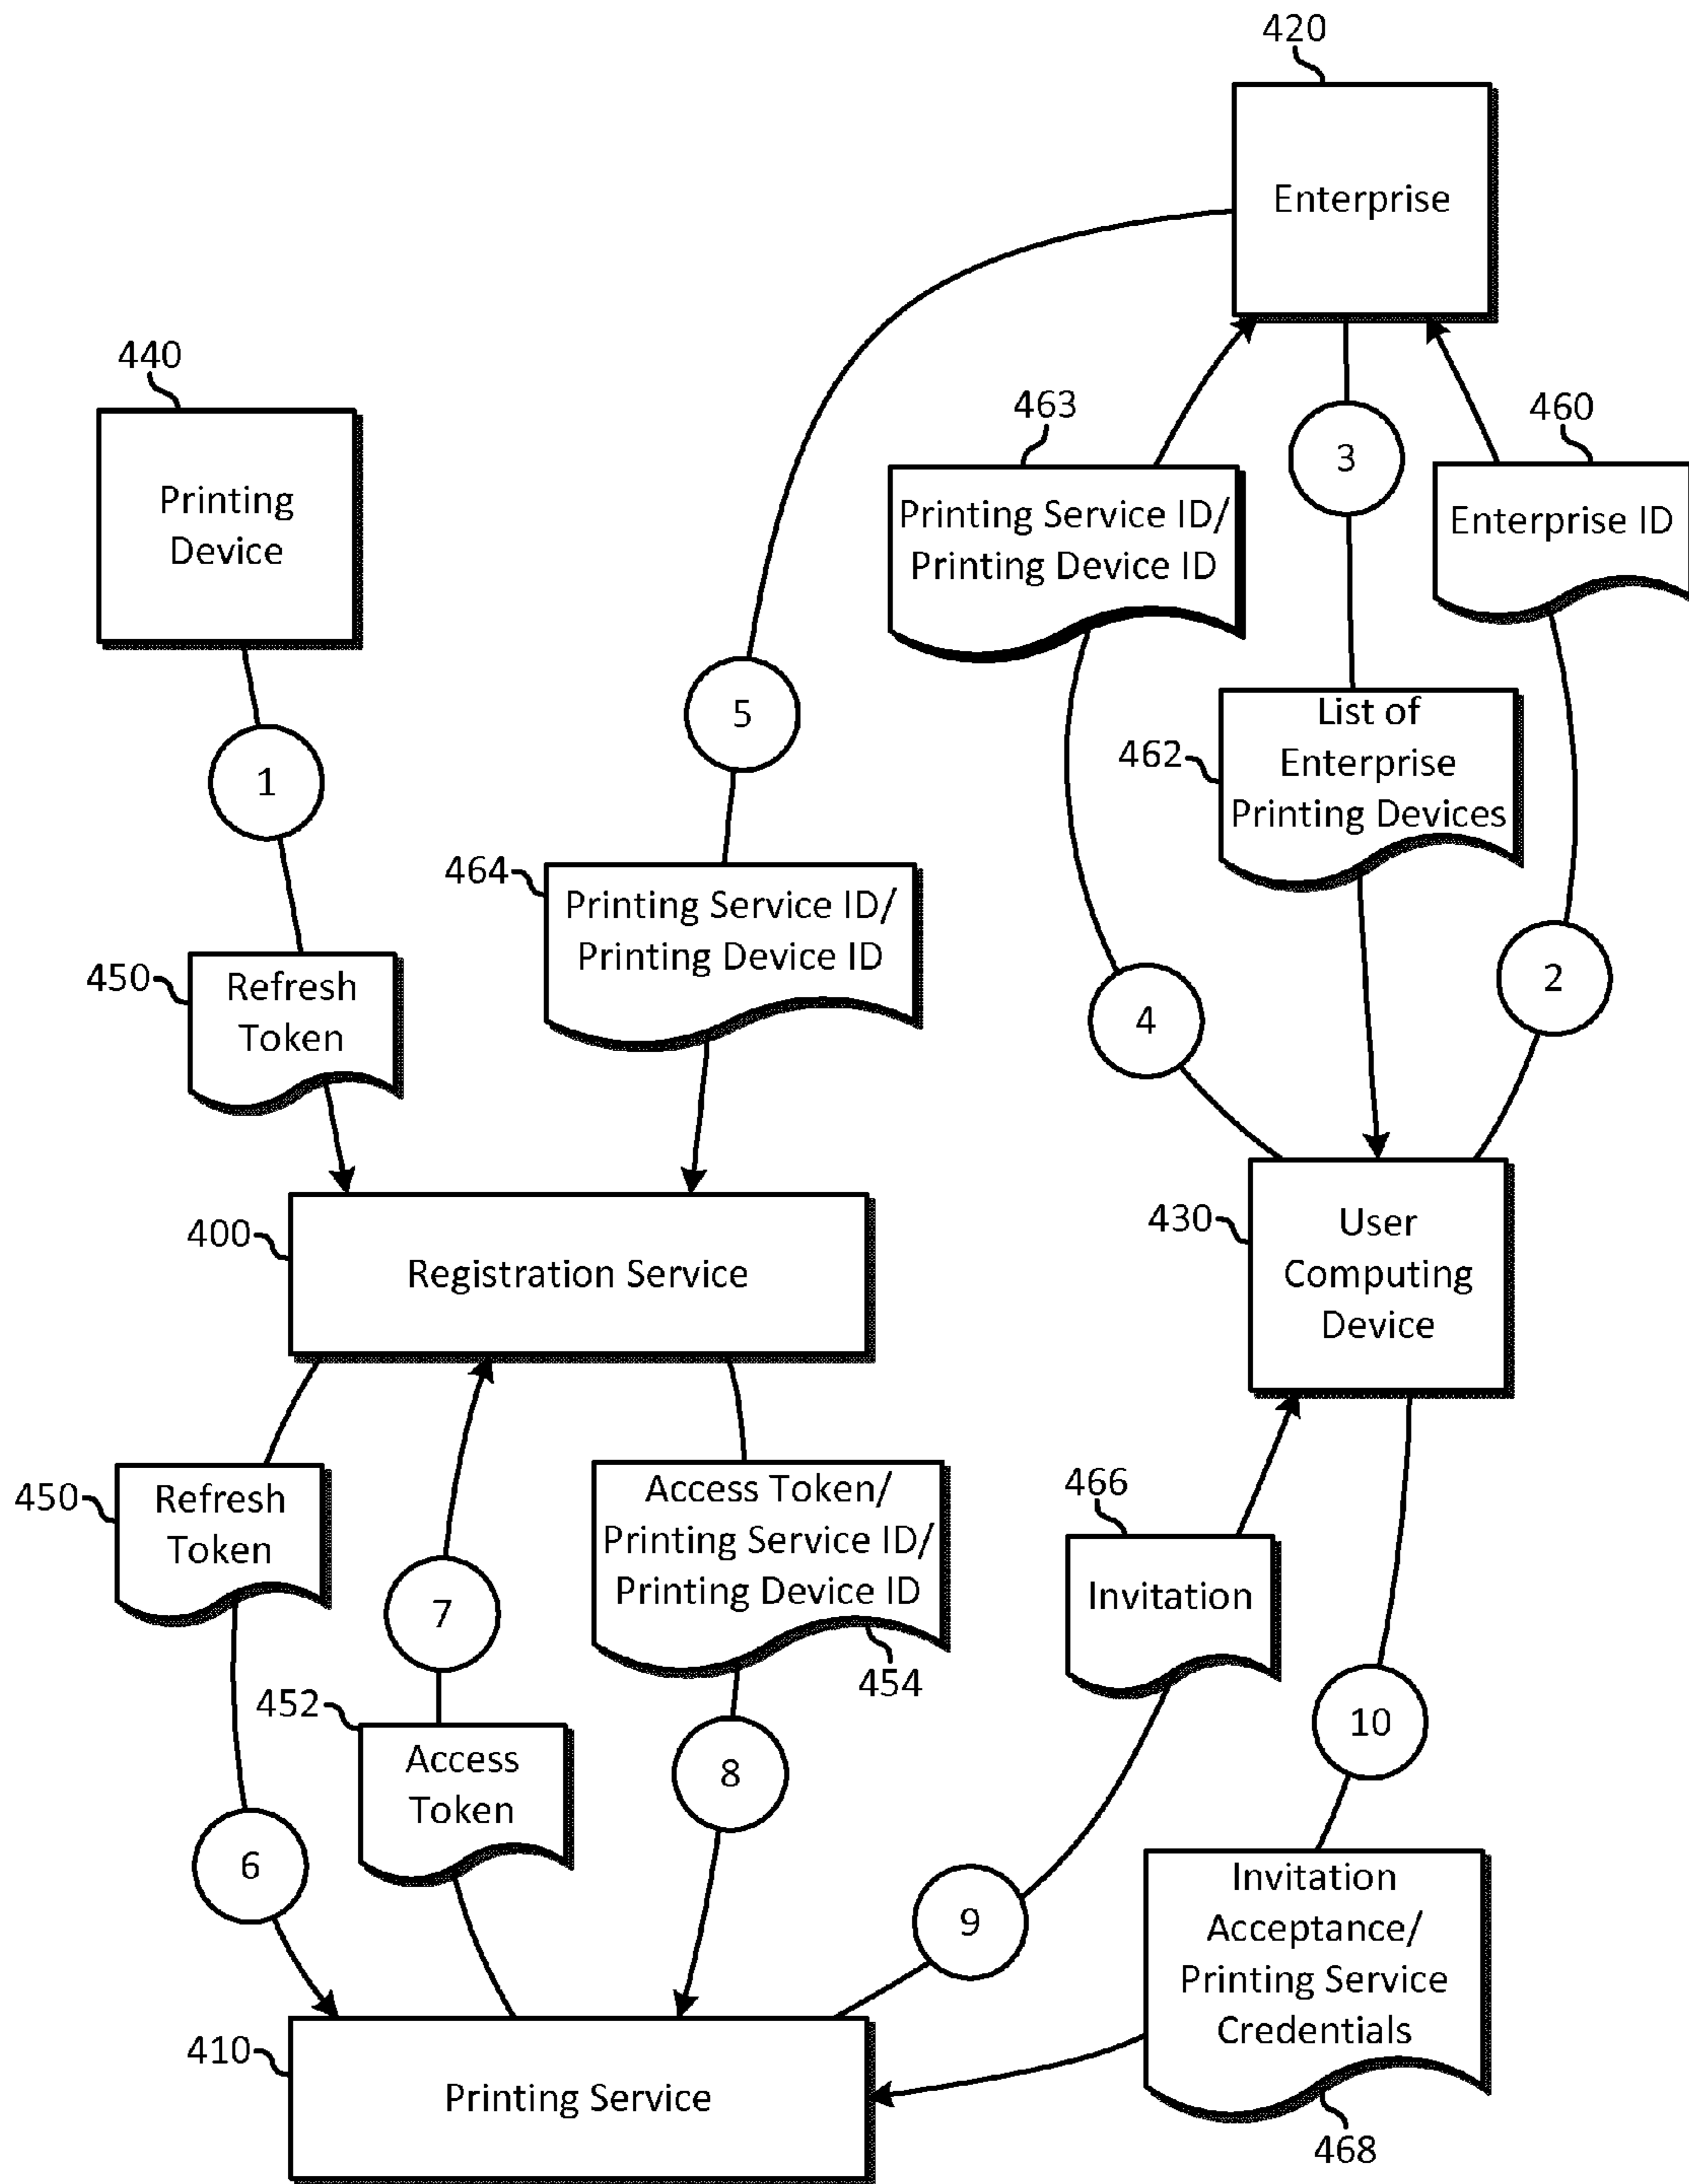 420
Enterprise
440
Printing
Device
463
Printing Service ID/
Printing Device ID
3
460
Enterprise ID
5
462
List of
Enterprise
Printing Devices
1
464
Printing Service ID/
Printing Device ID
450
Refresh
Token
4
2
400
Registration Service
430
User
Computing
Device
450
Refresh
Token
7
Access Token/
Printing Service ID/
Printing Device ID
454
466
Invitation
452
Access
Token
8
10
6
9
Invitation
Acceptance/
Printing Service
Credentials
468
410
Printing Service